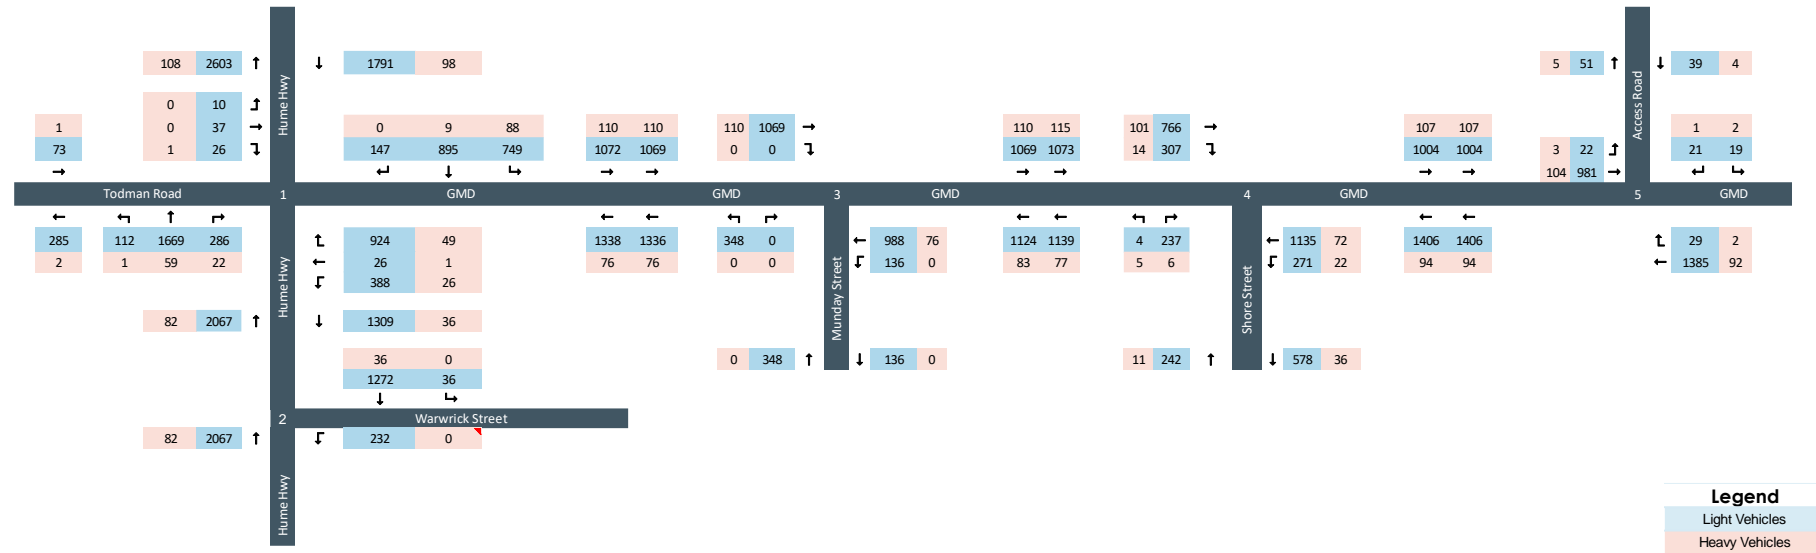 108 2603 ↑ ↓ 1791 98 5 51 ↑ ↓ 39 4
Hume Hwy
Access Road
0 10
1 0 37 → 0 9 88 110 110 110 1069 → 110 115 101 766 → 107 107 1 2
73 1 26 147 895 749 1072 1069 0 0 1069 1073 14 307 1004 1004 3 22 21 19
→ → → → → → → 104 981 →
Todman Road 1 GMD GMD 3 GMD 4 GMD 5 GMD
← ↑ ← ← ← ← ← ←
285 112 1669 286 924 49 1338 1336 348 0 ← 988 76 1124 1139 4 237 ← 1135 72 1406 1406 29 2
2 1 59 22 ← 26 1 76 76 0 0 136 0 83 77 5 6 271 22 94 94 ← 1385 92
388 26
Hume Hwy
Munday Street
Shore Street
82 2067 ↑ ↓ 1309 36
36 0 0 348 ↑ ↓ 136 0 11 242 ↑ ↓ 578 36
1272 36
↓
2 Warwrick Street
82 2067 ↑ 232 0
Hume Hwy
Legend
Light Vehicles
Heavy Vehicles